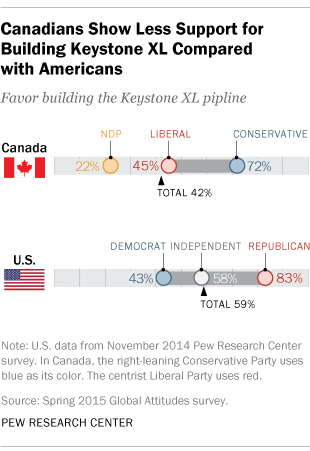 Canadians Show Less Support for
Building Keystone XL Compared
with Americans
Favor building the Keystone XL pipline
NDP LIBERAL CONSERVATIVE
Canada
22% 45% 72%
TOTAL 42%
U.S.
DEMOCRAT INDEPENDENT REPUBLICAN
43% 58% 83%
TOTAL 59%
Note: U.S. data from November 2014 Pew Research Center
survey. In Canada, the right-leaning Conservative Party uses
blue as its color. The centrist Liberal Party uses red.
Source: Spring 2015 Global Attitudes survey.
PEW RESEARCH CENTER